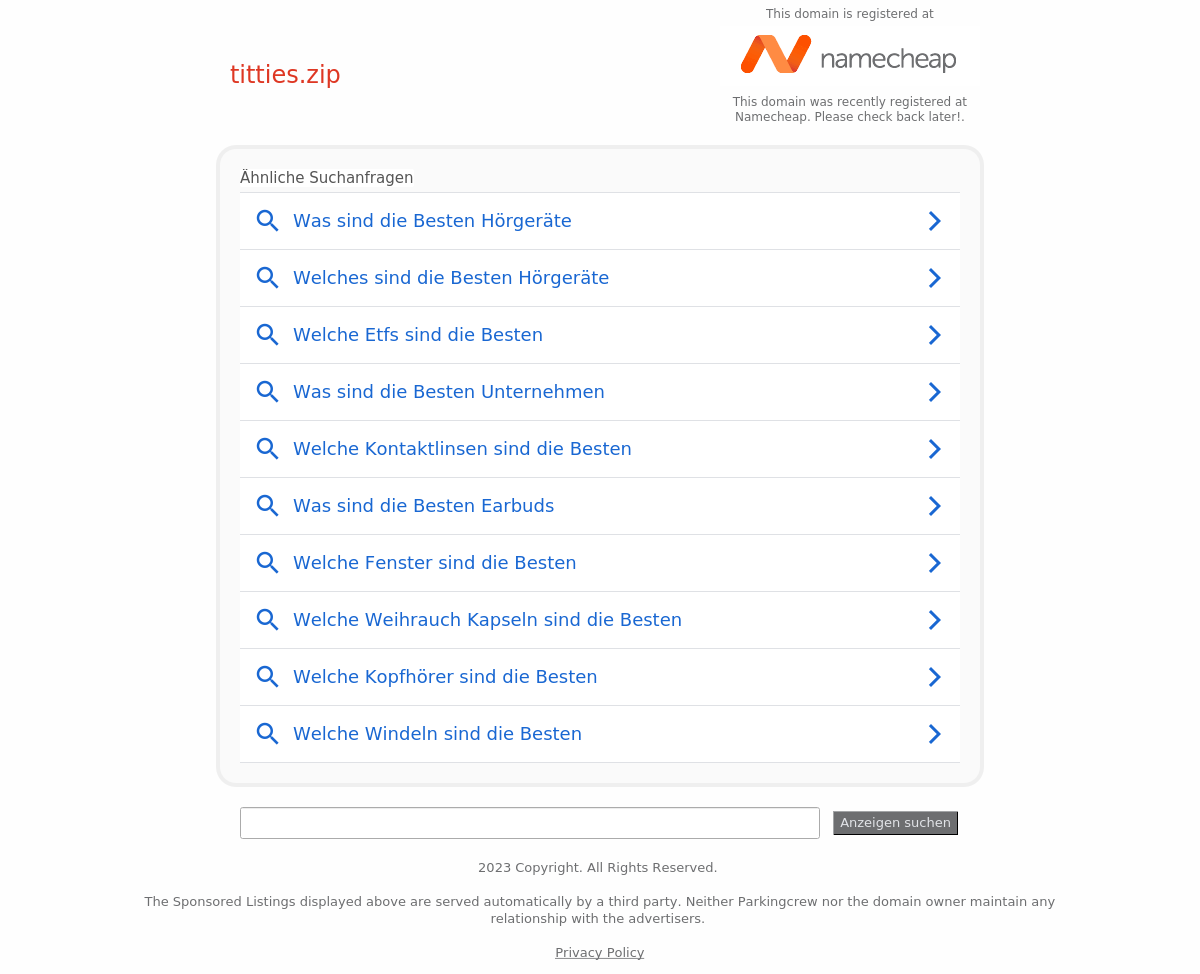 This domain is registered at
namecheap
titties.zip
This domain was recently registered at
Namecheap. Please check back later!.
Ähnliche Suchanfragen
Was sind die Besten Hörgeräte
Welches sind die Besten Hörgeräte
Welche Etfs sind die Besten
Was sind die Besten Unternehmen
Welche Kontaktlinsen sind die Besten
Was sind die Besten Earbuds
Welche Fenster sind die Besten
Welche Weihrauch Kapseln sind die Besten
Welche Kopfhörer sind die Besten
Welche Windeln sind die Besten
Anzeigen suchen
2023 Copyright. All Rights Reserved.
The Sponsored Listings displayed above are served automatically by a third party. Neither Parkingcrew nor the domain owner maintain any
relationship with the advertisers.
Privacy Policy